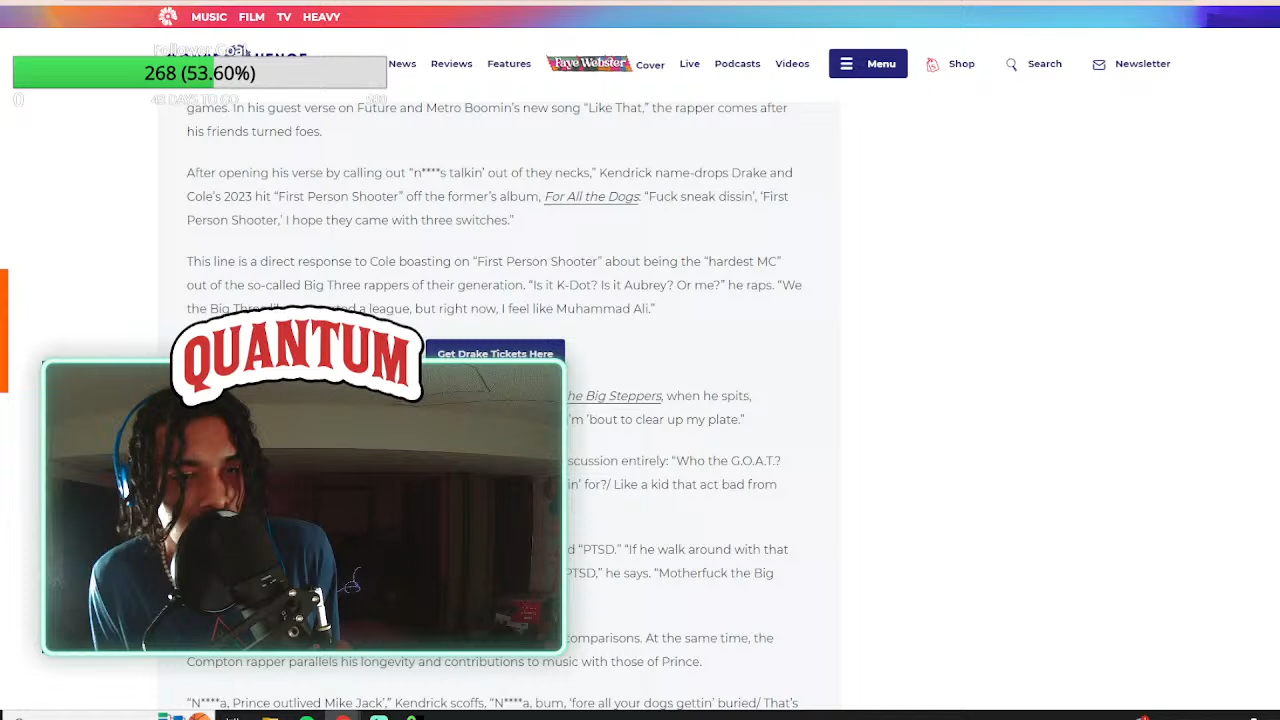 MUSIC FILM TV HEAVY
Follower Goal
268 (53.60%)
0
News Reviews Features Faye Webster Cover Live Podcasts Videos Menu Shop Search Newsletter
games. In his guest verse on Future and Metro Boomin’s new song “Like That,” the rapper comes after
his friends turned foes.
After opening his verse by calling out “n****s talkin’ out of they necks,” Kendrick name-drops Drake and
Cole’s 2023 hit “First Person Shooter” off the former’s album, For All the Dogs: “Fuck sneak dissin’, ‘First
Person Shooter,’ I hope they came with three switches.”
This line is a direct response to Cole boasting on “First Person Shooter” about being the “hardest MC”
out of the so-called Big Three rappers of their generation. “Is it K-Dot? Is it Aubrey? Or me?” he raps. “We
the Big Three a league, but right now, I feel like Muhammad Ali.”
QUANTUM
Get Drake Tickets Here
he Big Steppers, when he spits,
’m ’bout to clear up my plate.”
scussion entirely: “Who the G.O.A.T.?
in’ for?/ Like a kid that act bad from
d “PTSD.” “If he walk around with that
PTSD,” he says. “Motherfuck the Big
comparisons. At the same time, the
Compton rapper parallels his longevity and contributions to music with those of Prince.
“N****a, Prince outlived Mike Jack’,” Kendrick scoffs. “N****a, bum, ’fore all your dogs gettin’ buried/ That’s